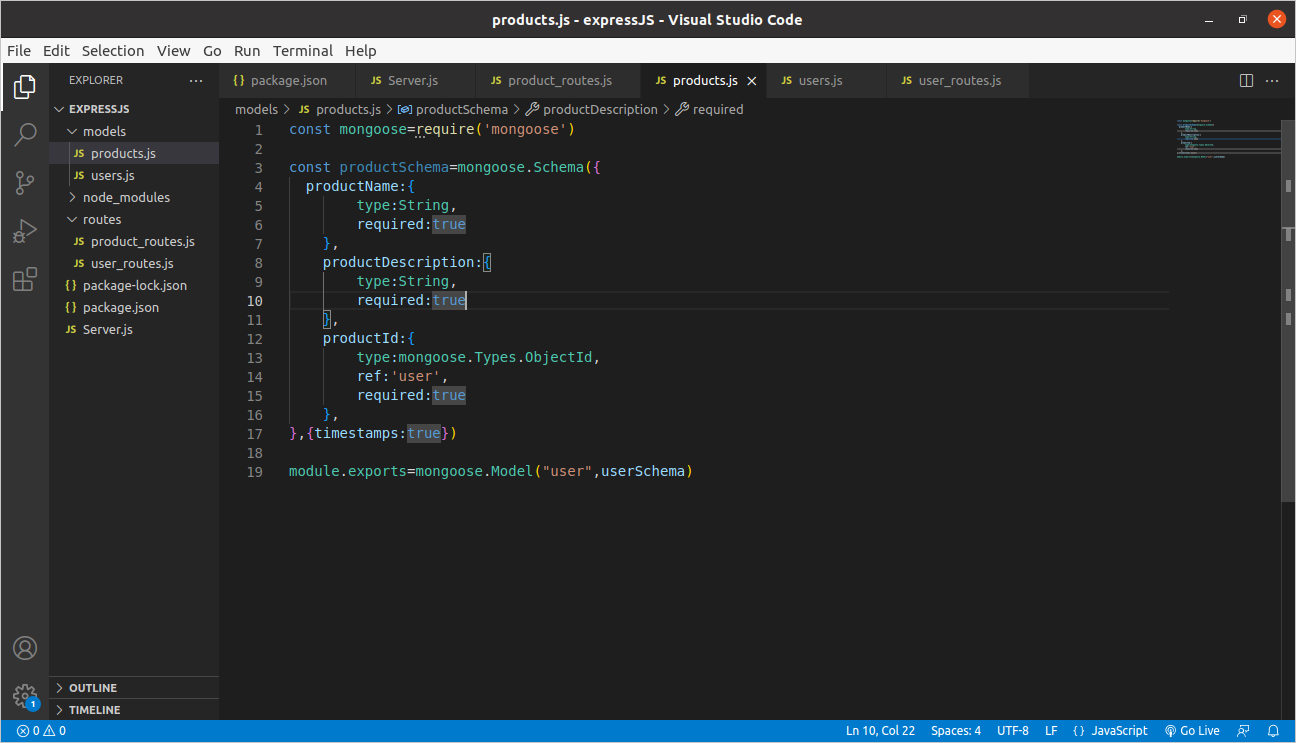 products.js - expressJS - Visual Studio Code
File Edit Selection View Go Run Terminal Help
EXPLORER
EXPRESSJS
models
JS products.js
JS users.js
node_modules
routes
JS product_routes.js
JS user_routes.js
{} package-lock.json
{} package.json
JS Server.js
OUTLINE
TIMELINE
{} package.json JS Server.js JS product_routes.js JS products.js JS users.js JS user_routes.js
models > JS products.js > productSchema > productDescription > required
1 const mongoose=require('mongoose')
2
3 const productSchema=mongoose.Schema({
4 productName:{
5 type:String,
6 required:true
7 },
8 productDescription:{
9 type:String,
10 required:true
11 },
12 productId:{
13 type:mongoose.Types.ObjectId,
14 ref:'user',
15 required:true
16 },
17 },{timestamps:true})
18
19 module.exports=mongoose.Model("user",userSchema)
1
0 0 Ln 10, Col 22 Spaces: 4 UTF-8 LF {} JavaScript Go Live